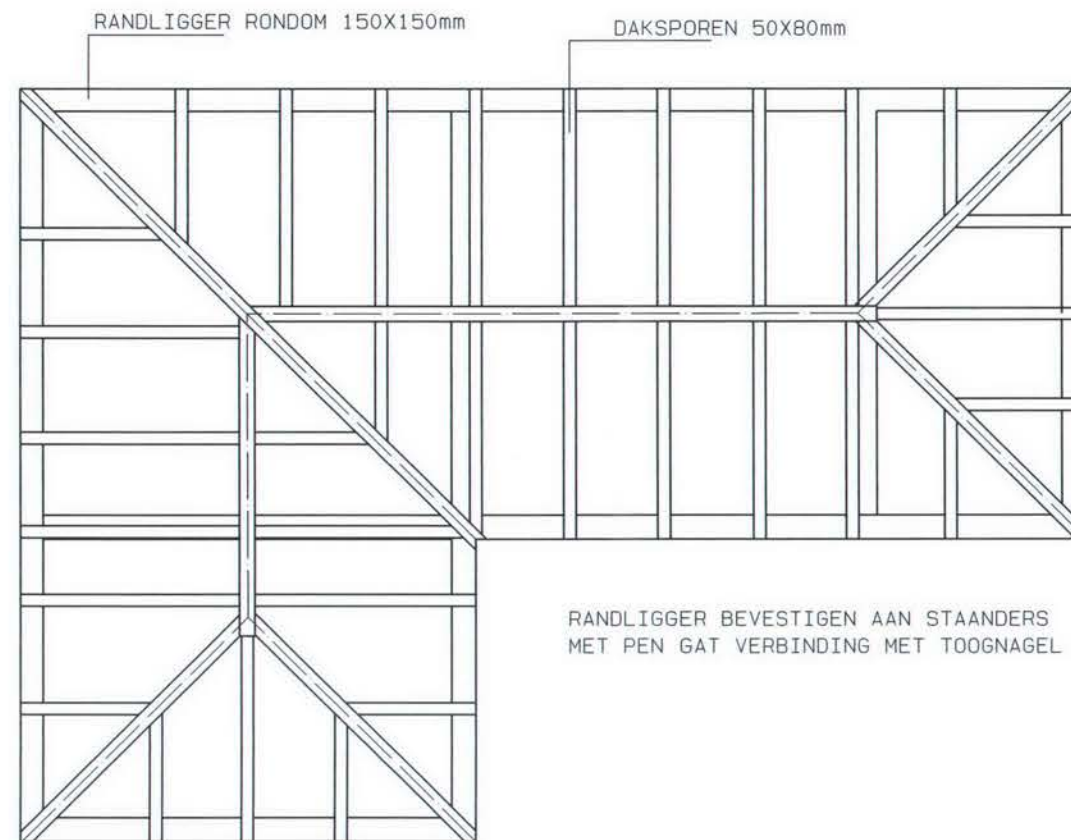 RANDLIGGER RONDOM 150X150mm
DAKSPOREN 50X80mm
RANDLIGGER BEVESTIGEN AAN STAANDERS
MET PEN GAT VERBINDING MET TOOGNAGEL